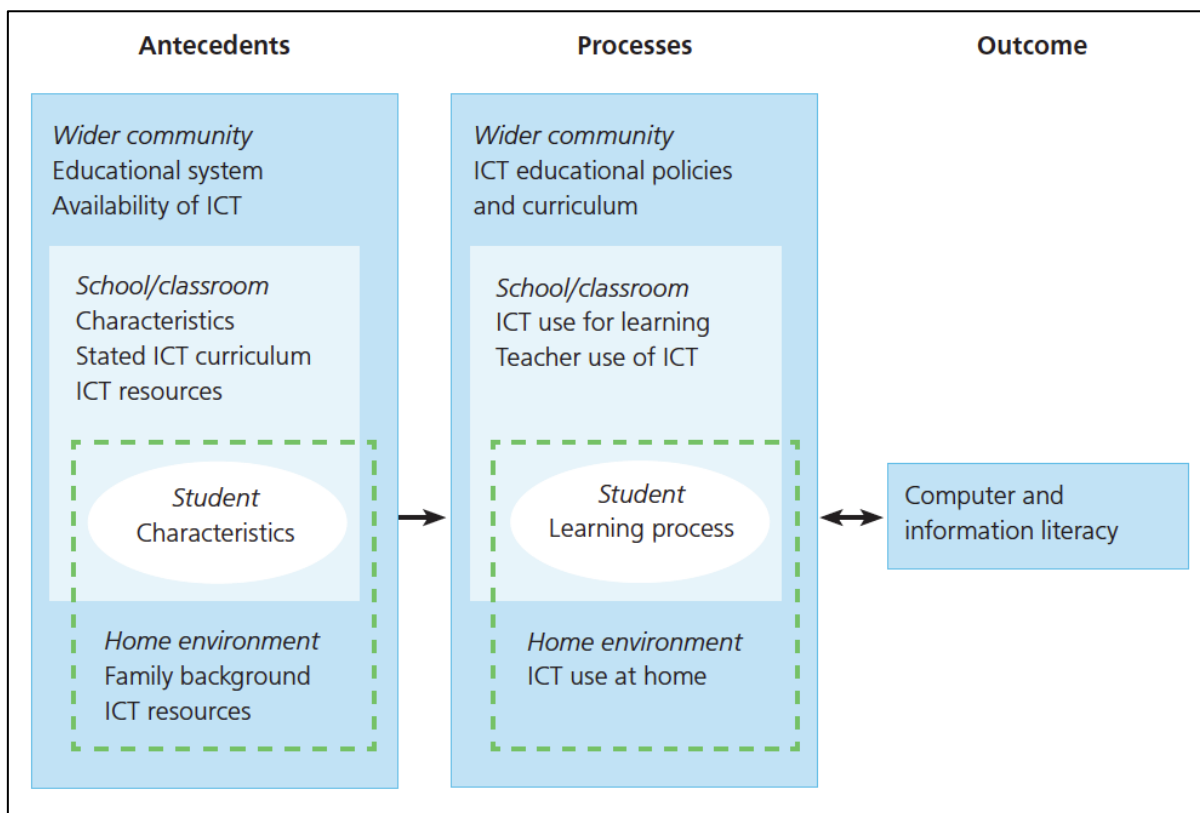 Antecedents
Processes
Outcome
Wider community
Educational system
Availability of ICT
School/classroom
Characteristics
Stated ICT curriculum
ICT resources
Student
Characteristics
Home environment
Family background
ICT resources
Wider community
ICT educational policies
and curriculum
School/classroom
ICT use for learning
Teacher use of ICT
Student
Learning process
Home environment
ICT use at home
Computer and
information literacy